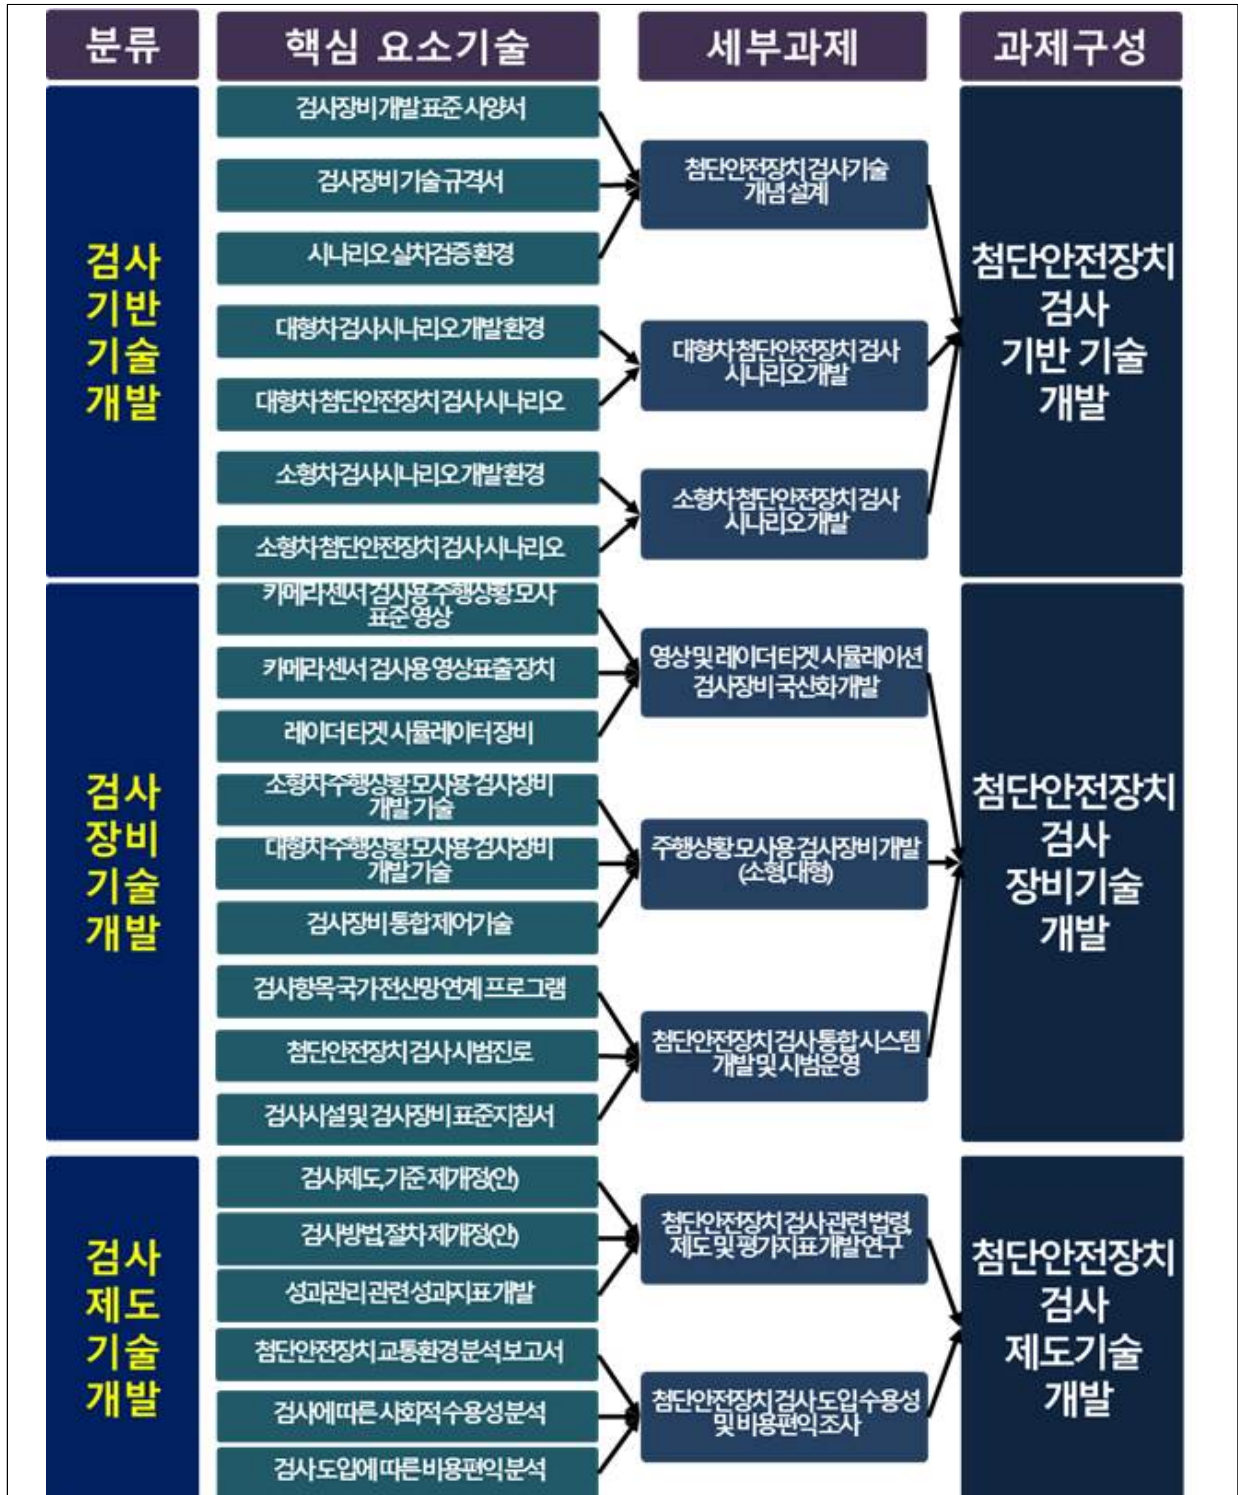 분류
핵심 요소기술
세부과제
과제구성
검사
기반
기술
개발
검사장비 개발 표준 사양서
검사장비 기술 규격서
시나리오 실차검증 환경
대형차 검사시나리오 개발 환경
대형차 첨단안전장치 검사 시나리오
소형차 검사시나리오 개발 환경
소형차 첨단안전장치 검사 시나리오
첨단안전장치 검사기술
개념 설계
대형차 첨단안전장치 검사
시나리오 개발
소형차 첨단안전장치 검사
시나리오 개발
첨단안전장치
검사
기반 기술
개발
검사
장비
기술
개발
카메라 센서 검사용 주행상황 모사
표준 영상
카메라 센서 검사용 영상표출 장치
레이더 타겟 시뮬레이터 장비
소형차 주행상황 모사용 검사장비
개발 기술
대형차 주행상황 모사용 검사장비
개발 기술
검사장비 통합 제어기술
검사항목 국가 전산망 연계 프로그램
첨단안전장치 검사 시범진로
검사시설 및 검사장비 표준지침서
영상 및 레이더 타겟 시뮬레이션
검사장비 국산화 개발
주행상황 모사용 검사장비 개발
(소형,대형)
첨단안전장치 검사 통합 시스템
개발 및 시범운영
첨단안전장치
검사
장비기술
개발
검사
제도
기술
개발
검사제도,기준 제개정(안)
검사방법,절차 제개정(안)
성과관리 관련 성과지표 개발
첨단안전장치 교통환경 분석 보고서
검사에 따른 사회적 수용성 분석
검사 도입에 따른 비용편익 분석
첨단안전장치 검사 관련 법령,
제도 및 평가지표 개발 연구
첨단안전장치 검사 도입 수용성
및 비용편익 조사
첨단안전장치
검사
제도기술
개발